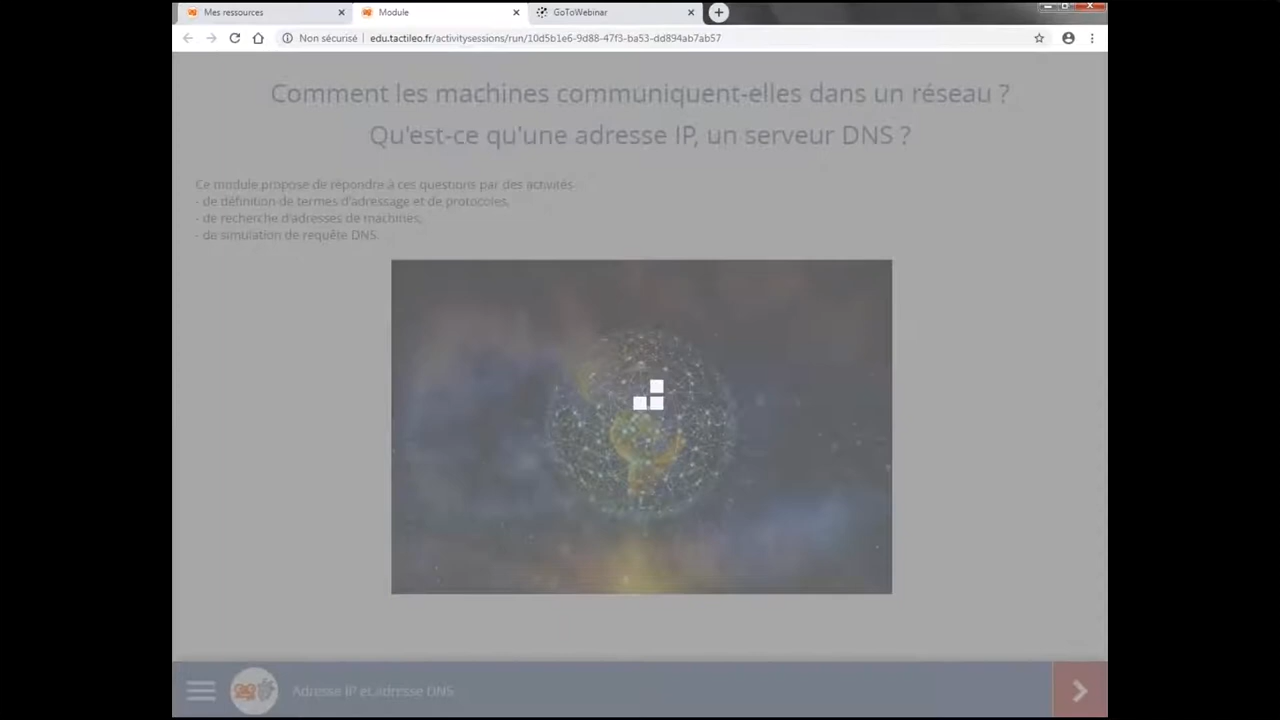 Mes ressources
Module
GoToWebinar
Non sécurisé
edu.tactileo.fr/activitysessions/run/10d5b1e6-9d88-47f3-ba53-dd894ab7ab57
Comment les machines communiquent-elles dans un réseau ?
Qu'est-ce qu'une adresse IP, un serveur DNS ?
Ce module propose de répondre à ces questions par des activités
- de définition de termes d'adressage et de protocoles,
- de recherche d'adresses de machines,
- de simulation de requête DNS.
Adresse IP et adresse DNS